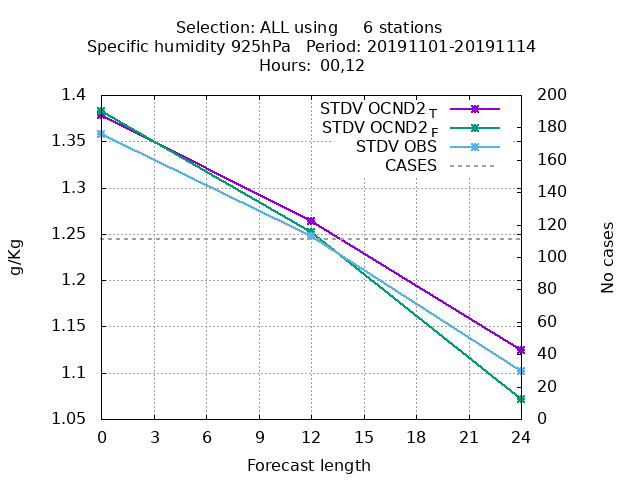 Selection: ALL using     6 stations
Specific humidity 925hPa   Period: 20191101-20191114
Hours: 00,12
STDV OCND2 T
STDV OCND2 F
STDV OBS
CASES
1.4
1.35
1.3
1.25
1.2
1.15
1.1
1.05
g/Kg
200
180
160
140
120
100
80
60
40
20
0
No cases
0 3 6 9 12 15 18 21 24
Forecast length